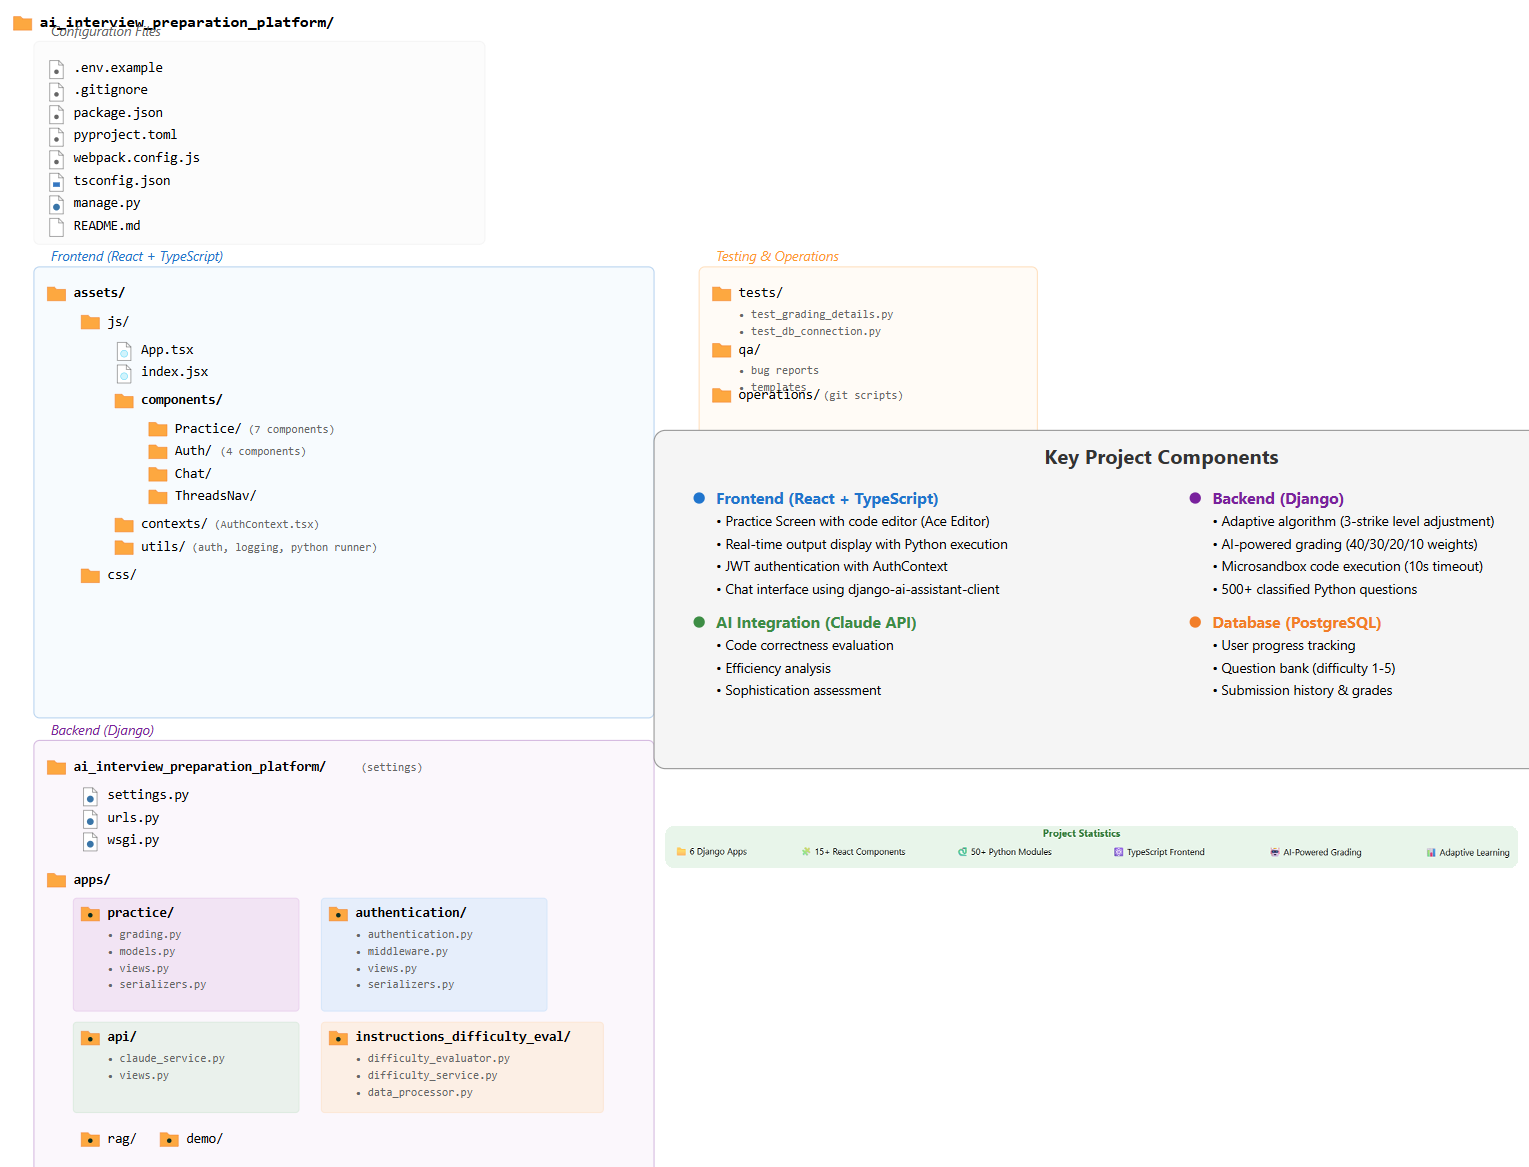 ai_interview_preparation_platform/
Configuration Files
.env.example
.gitignore
package.json
pyproject.toml
webpack.config.js
tsconfig.json
manage.py
README.md
Frontend (React + TypeScript)
assets/
js/
App.tsx
index.jsx
components/
Practice/ (7 components)
Auth/ (4 components)
Chat/
ThreadsNav/
contexts/ (AuthContext.tsx)
utils/ (auth, logging, python runner)
css/
Testing & Operations
tests/
• test_grading_details.py
• test_db_connection.py
qa/
• bug reports
• templates
operations/ (git scripts)
Key Project Components
Frontend (React + TypeScript)
• Practice Screen with code editor (Ace Editor)
• Real-time output display with Python execution
• JWT authentication with AuthContext
• Chat interface using django-ai-assistant-client
Backend (Django)
• Adaptive algorithm (3-strike level adjustment)
• AI-powered grading (40/30/20/10 weights)
• Microsandbox code execution (10s timeout)
• 500+ classified Python questions
AI Integration (Claude API)
• Code correctness evaluation
• Efficiency analysis
• Sophistication assessment
Database (PostgreSQL)
• User progress tracking
• Question bank (difficulty 1-5)
• Submission history & grades
Backend (Django)
ai_interview_preparation_platform/ (settings)
settings.py
urls.py
wsgi.py
apps/
practice/
• grading.py
• models.py
• views.py
• serializers.py
authentication/
• authentication.py
• middleware.py
• views.py
• serializers.py
api/
• claude_service.py
• views.py
instructions_difficulty_eval/
• difficulty_evaluator.py
• difficulty_service.py
• data_processor.py
rag/
demo/
Project Statistics
6 Django Apps
15+ React Components
50+ Python Modules
TypeScript Frontend
AI-Powered Grading
Adaptive Learning